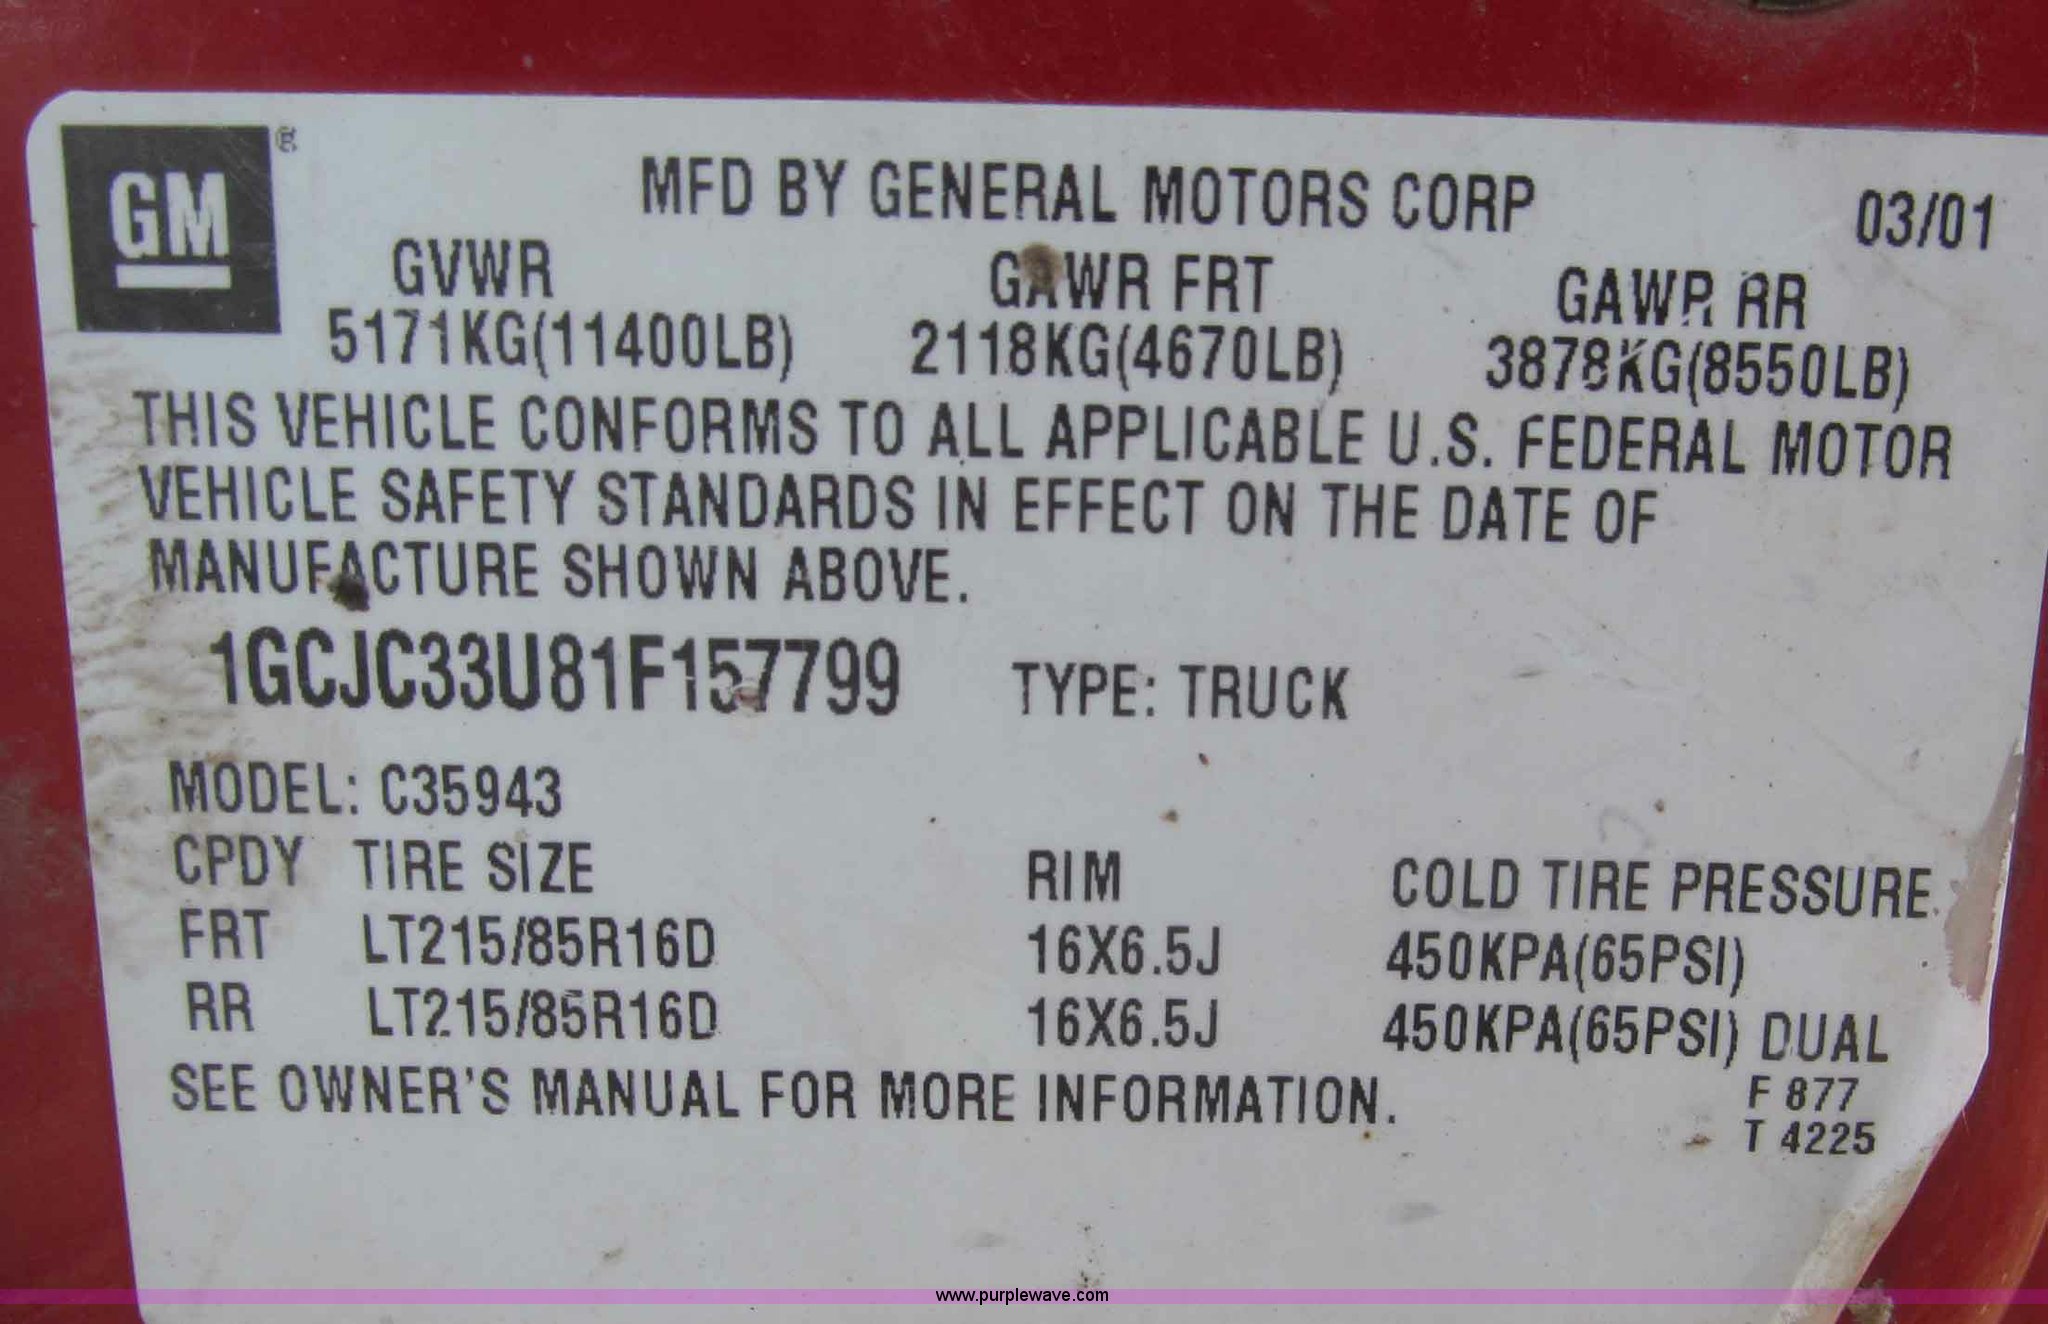 GM®
MFD BY GENERAL MOTORS CORP 03/01
GVWR GAWR FRT GAWR RR
5171KG(11400LB) 2118KG(4670LB) 3878KG(8550LB)
THIS VEHICLE CONFORMS TO ALL APPLICABLE U.S. FEDERAL MOTOR
VEHICLE SAFETY STANDARDS IN EFFECT ON THE DATE OF
MANUFACTURE SHOWN ABOVE.
1GCJC33U81F157799 TYPE: TRUCK
MODEL: C35943
CPDY TIRE SIZE RIM COLD TIRE PRESSURE
FRT LT215/85R16D 16X6.5J 450KPA(65PSI)
RR LT215/85R16D 16X6.5J 450KPA(65PSI) DUAL
SEE OWNER'S MANUAL FOR MORE INFORMATION.
F 877
T 4225
www.purplewave.com